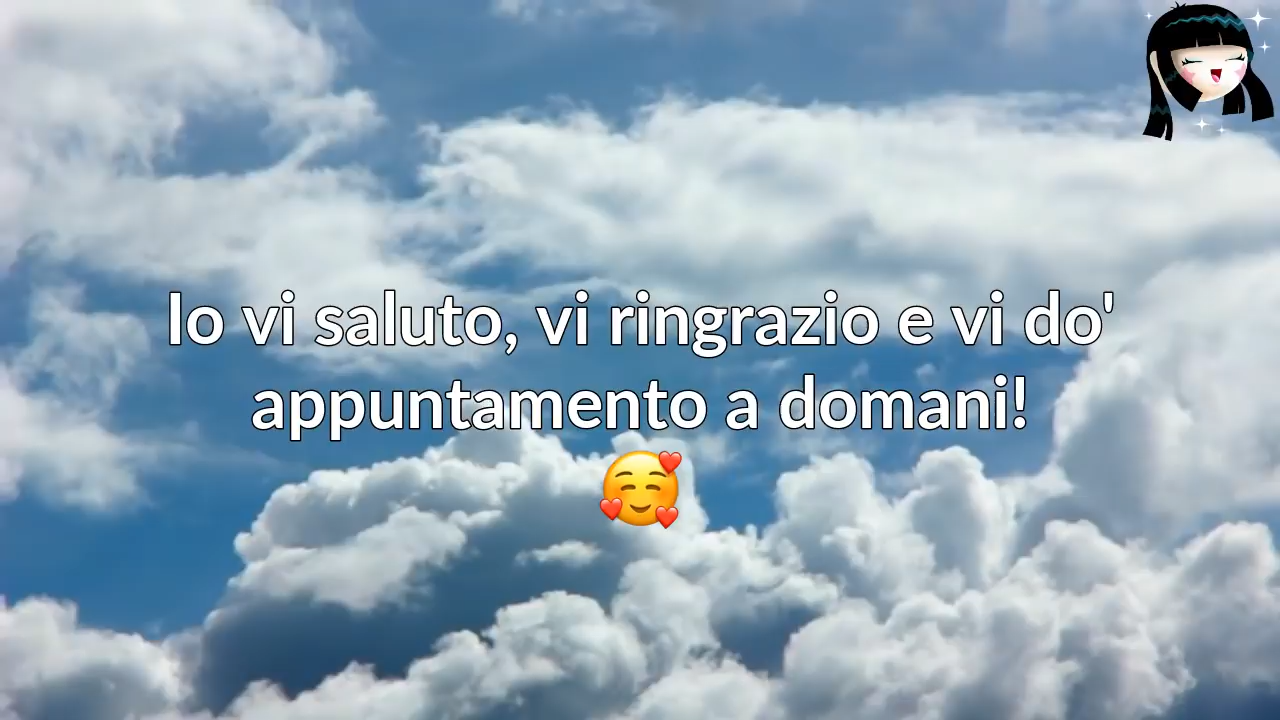 Io vi saluto, vi ringrazio e vi do'
appuntamento a domani!
🥰